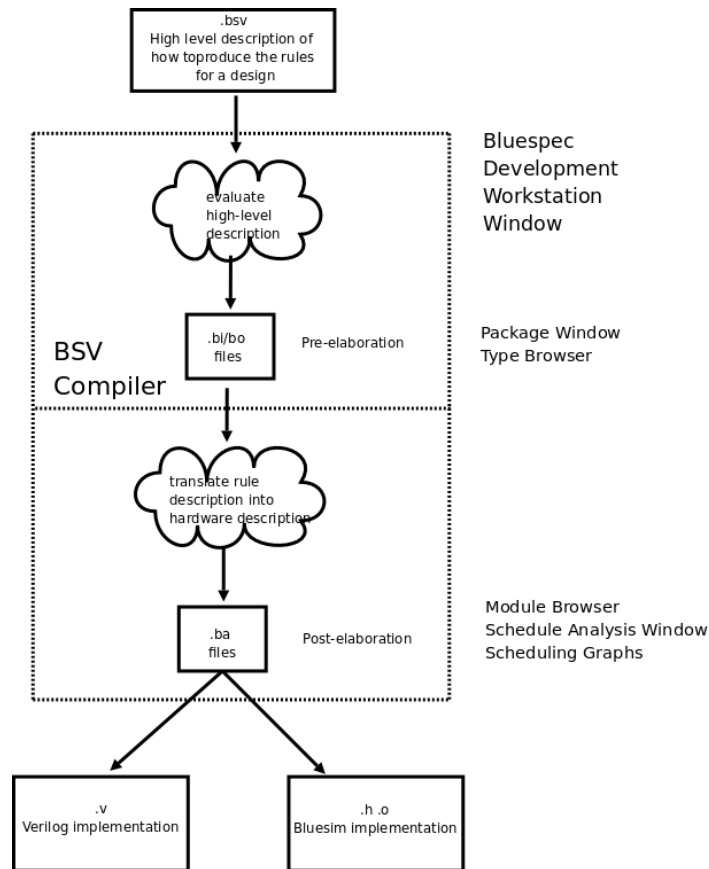 .bsv
High level description of
how toproduce the rules
for a design
Bluespec
Development
Workstation
Window
evaluate
high-level
description
.bi/bo
files
Pre-elaboration
Package Window
Type Browser
BSV
Compiler
translate rule
description into
hardware description
.ba
files
Post-elaboration
Module Browser
Schedule Analysis Window
Scheduling Graphs
.v
Verilog implementation
.h .o
Bluesim implementation